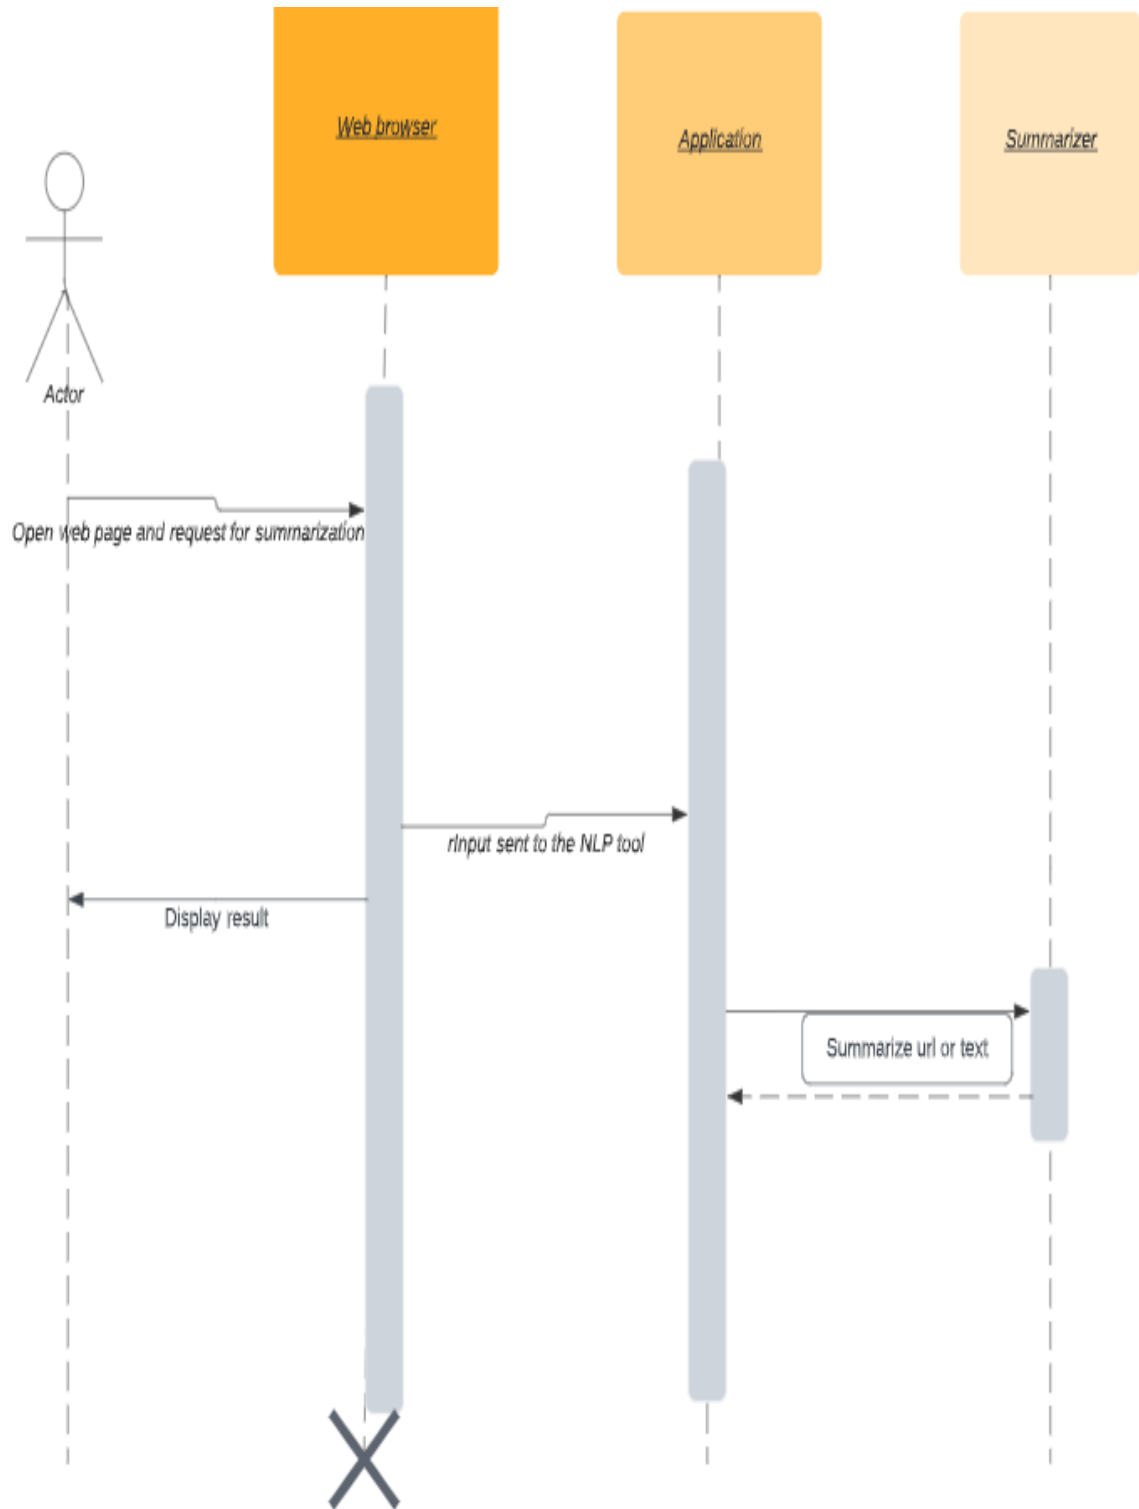 Web browser
Application
Summarizer
Actor
Open web page and request for summarization
rInput sent to the NLP tool
Display result
Summarize url or text